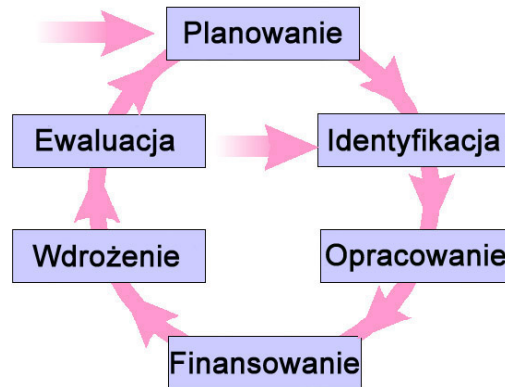 Planowanie
Ewaluacja
Identyfikacja
Wdrożenie
Opracowanie
Finansowanie